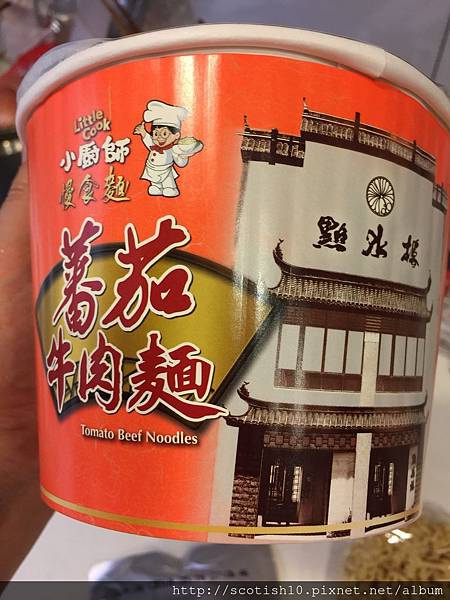 Little
Cook
小廚師
慢食麵
點水樓
蕃茄
牛肉麵
Tomato Beef Noodles
http://scotish10.pixnet.net/album